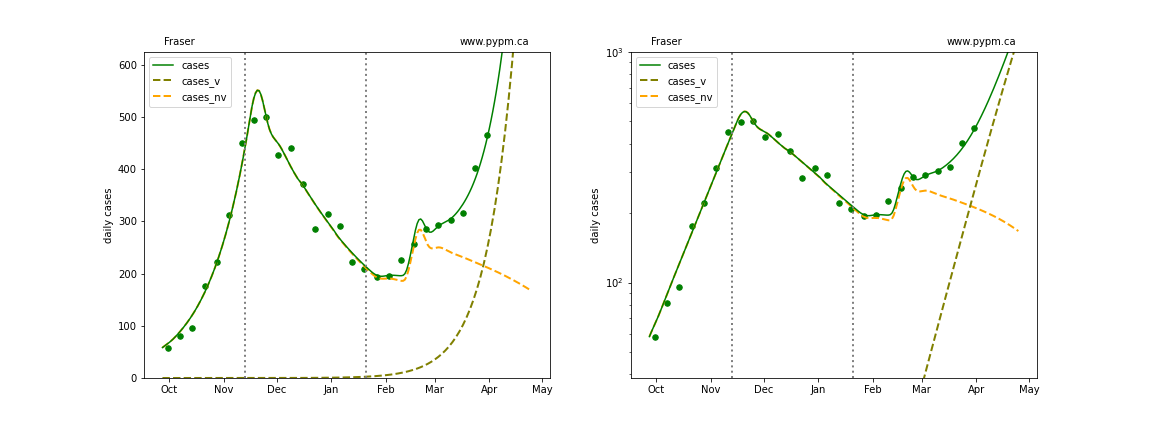 Fraser
www.pypm.ca
cases
cases_v
cases_nv
daily cases
600
500
400
300
200
100
0
Oct
Nov
Dec
Jan
Feb
Mar
Apr
May
Fraser
www.pypm.ca
cases
cases_v
cases_nv
daily cases
10³
10²
Oct
Nov
Dec
Jan
Feb
Mar
Apr
May